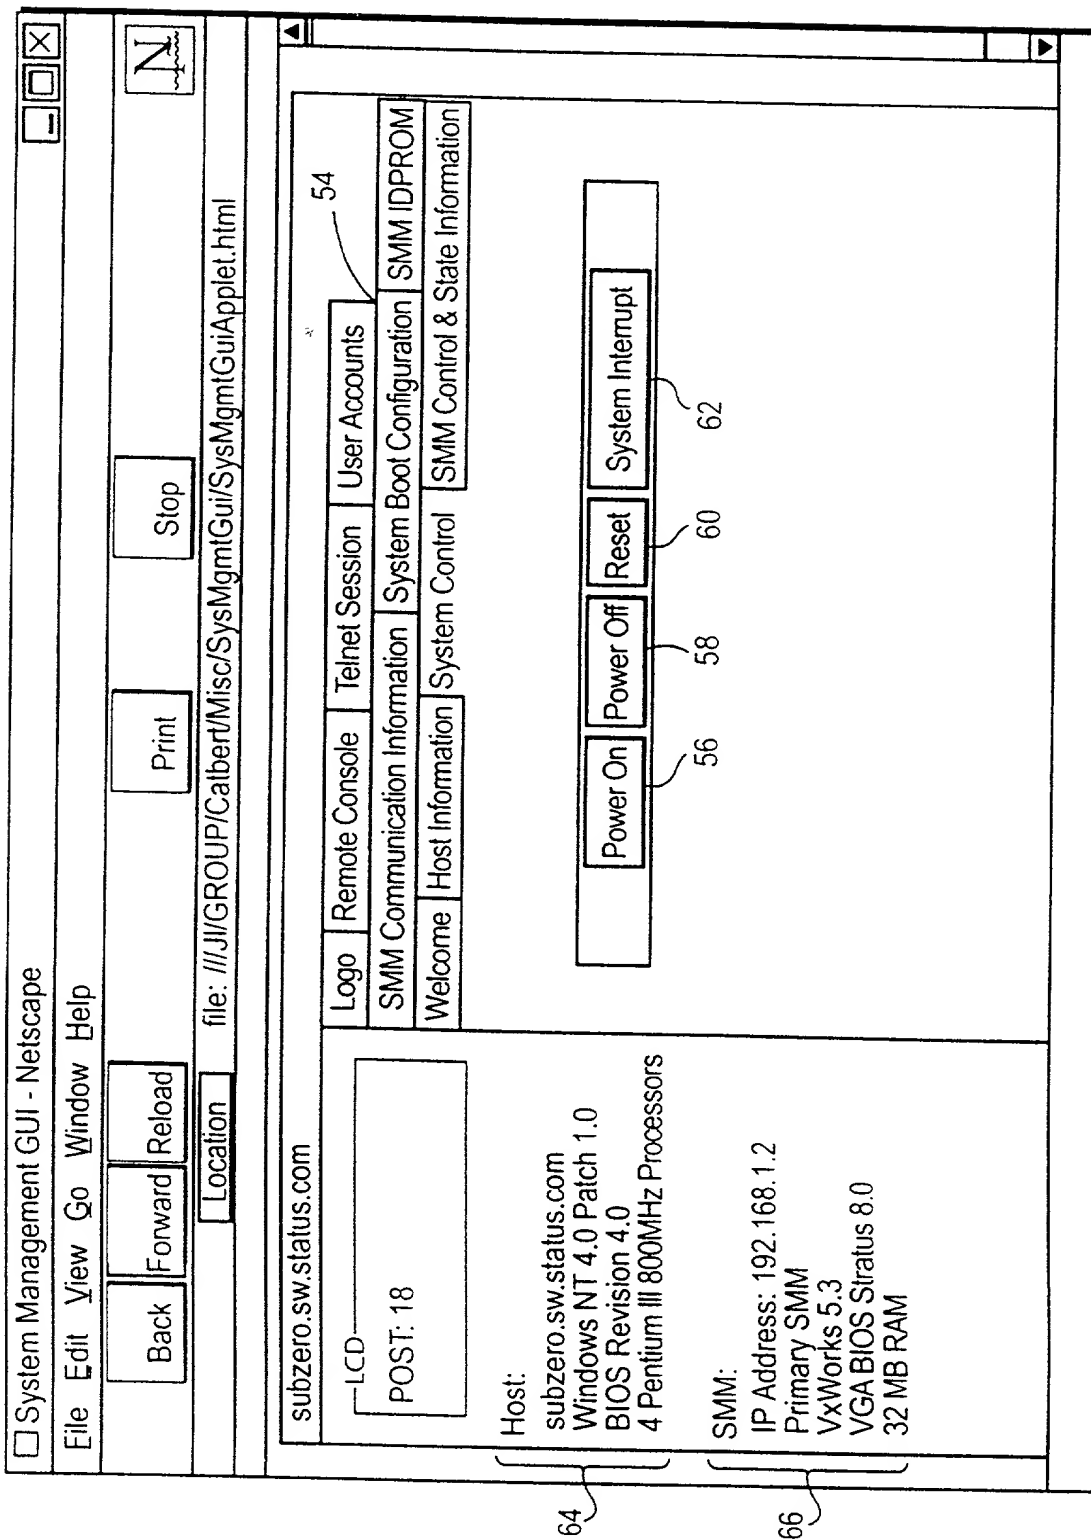 System Management GUI - Netscape
File Edit View Go Window Help
Back Forward Reload Print Stop N
Location file: ///J|/GROUP/Catbert/Misc/SysMgmtGui/SysMgmtGuiApplet.html
subzero.sw.status.com
LCD
POST: 18
Host:
subzero.sw.status.com
Windows NT 4.0 Patch 1.0
BIOS Revision 4.0
4 Pentium III 800MHz Processors
SMM:
IP Address: 192.168.1.2
Primary SMM
VxWorks 5.3
VGA BIOS Stratus 8.0
32 MB RAM
64
66
Logo Remote Console Telnet Session User Accounts
54
SMM Communication Information System Boot Configuration SMM IDPROM
Welcome Host Information System Control SMM Control & State Information
Power On Power Off Reset System Interrupt
56 58 60 62